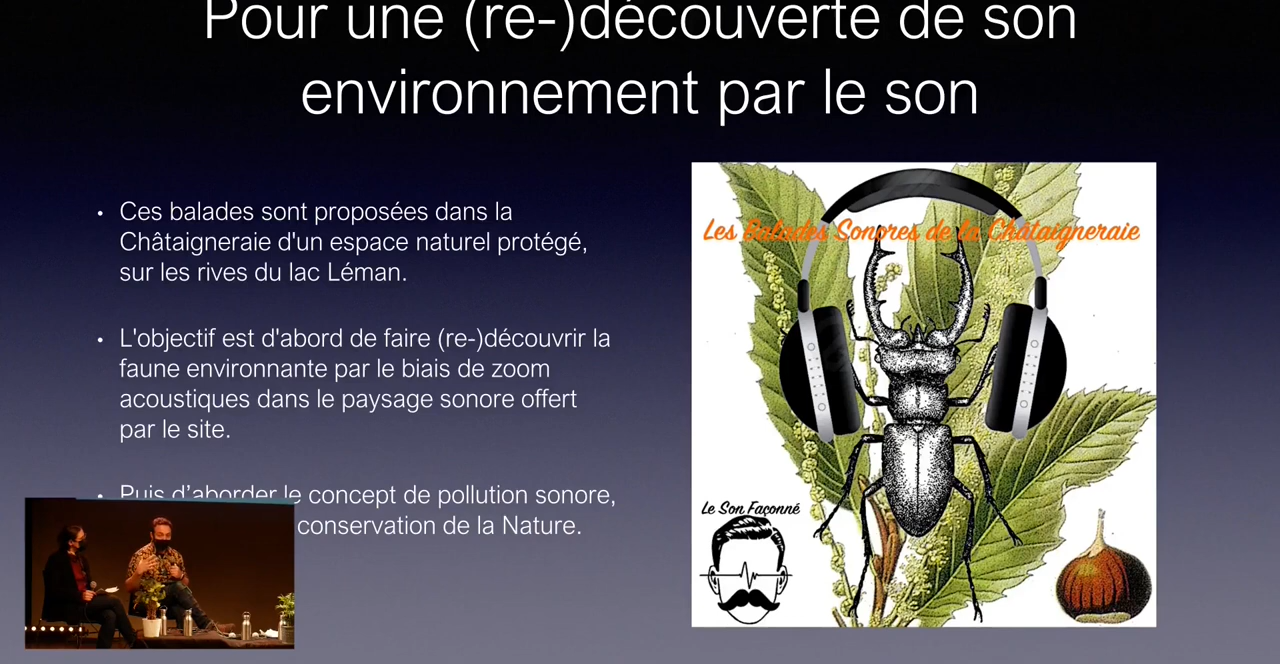 Pour une (re-)découverte de son
environnement par le son
• Ces balades sont proposées dans la
Châtaigneraie d'un espace naturel protégé,
sur les rives du lac Léman.
• L'objectif est d'abord de faire (re-)découvrir la
faune environnante par le biais de zoom
acoustiques dans le paysage sonore offert
par le site.
• Puis d’aborder le concept de pollution sonore,
conservation de la Nature.
Les Balades Sonores de la Châtaigneraie
Le Son Façonné